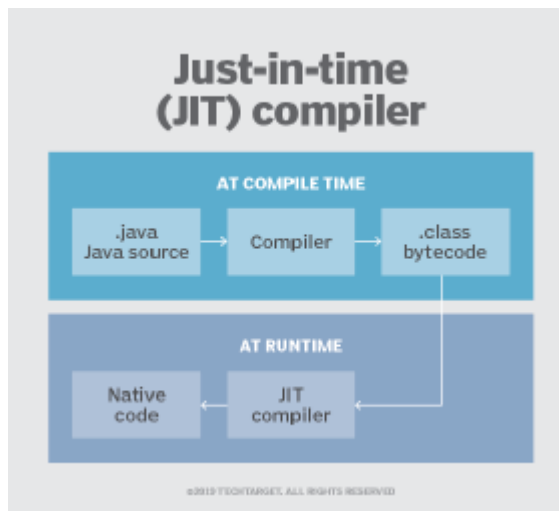 Just-in-time
(JIT) compiler
AT COMPILE TIME
.java
Java source
Compiler
.class
bytecode
AT RUNTIME
Native
code
JIT
compiler
©2019 TECHTARGET. ALL RIGHTS RESERVED